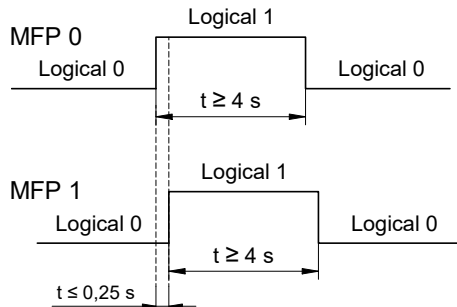 Logical 1
MFP 0
Logical 0 Logical 0
t ≥ 4 s
Logical 1
MFP 1
Logical 0 Logical 0
t ≥ 4 s
t ≤ 0,25 s